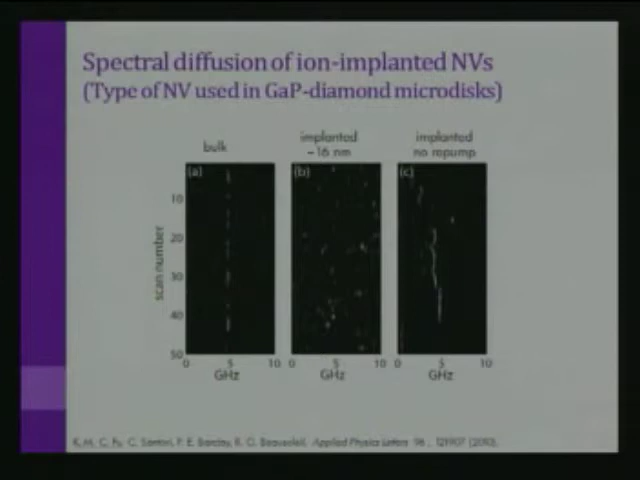 Spectral diffusion of ion-implanted NVs
(Type of NV used in GaP-diamond microdisks)
bulk
implanted
~16 nm
implanted
no repump
(a)
(b)
(c)
scan number
10
20
30
40
50
0 5 10
0 5 10
0 5 10
GHz
GHz
GHz
K.M. C. Fu, C. Santori, P. E. Barclay, R. G. Beausoleil, Applied Physics Letters 96 , 121907 (2010).